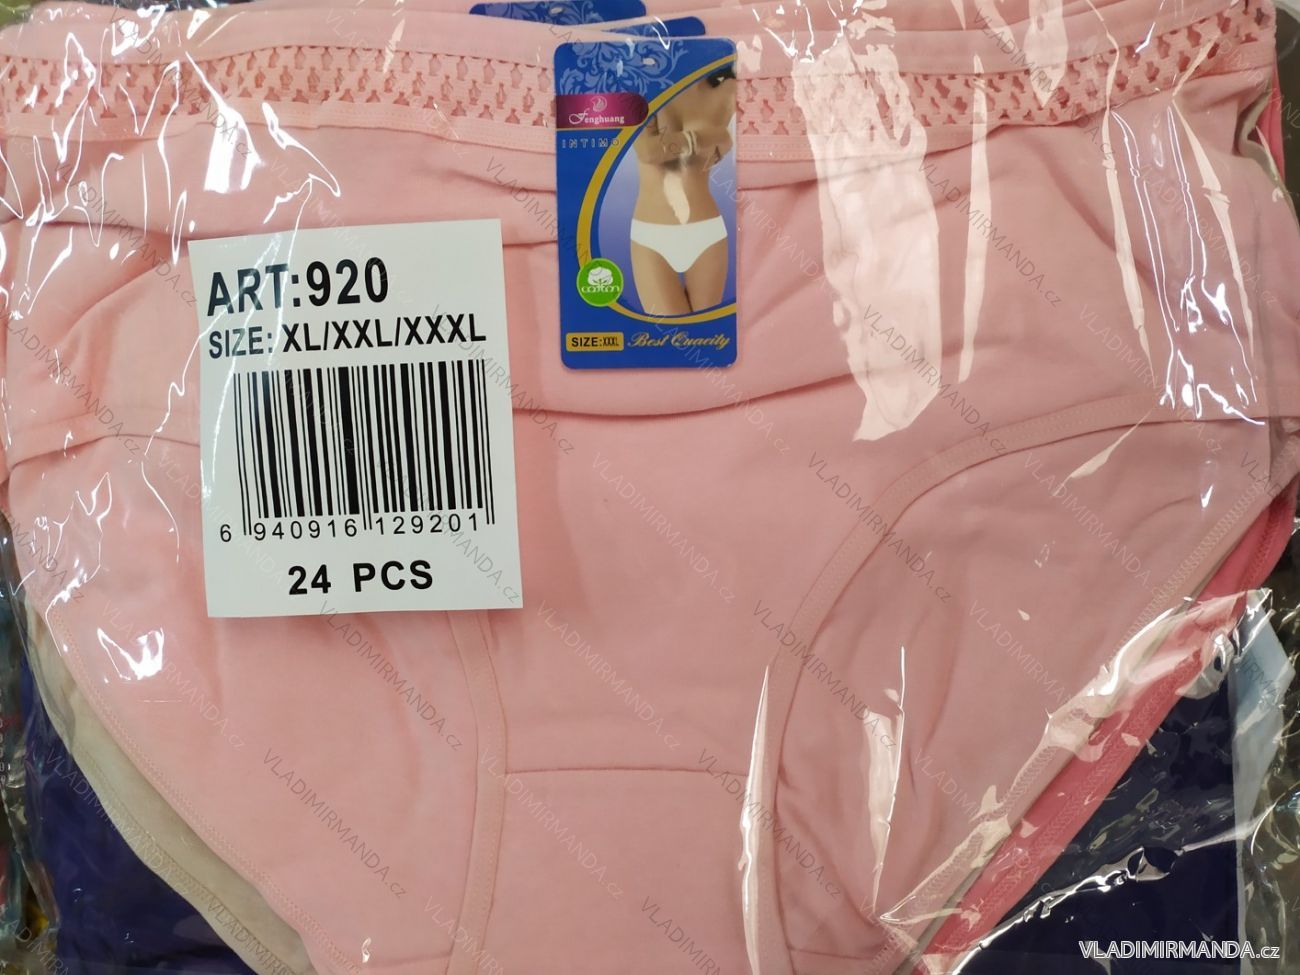 Fenghuang
INTIMO
cotton
SIZE:XXXL Best Quacity
ART:920
SIZE: XL/XXL/XXXL
6 940916 129201
24 PCS
VLADIMIRMANDA.cz